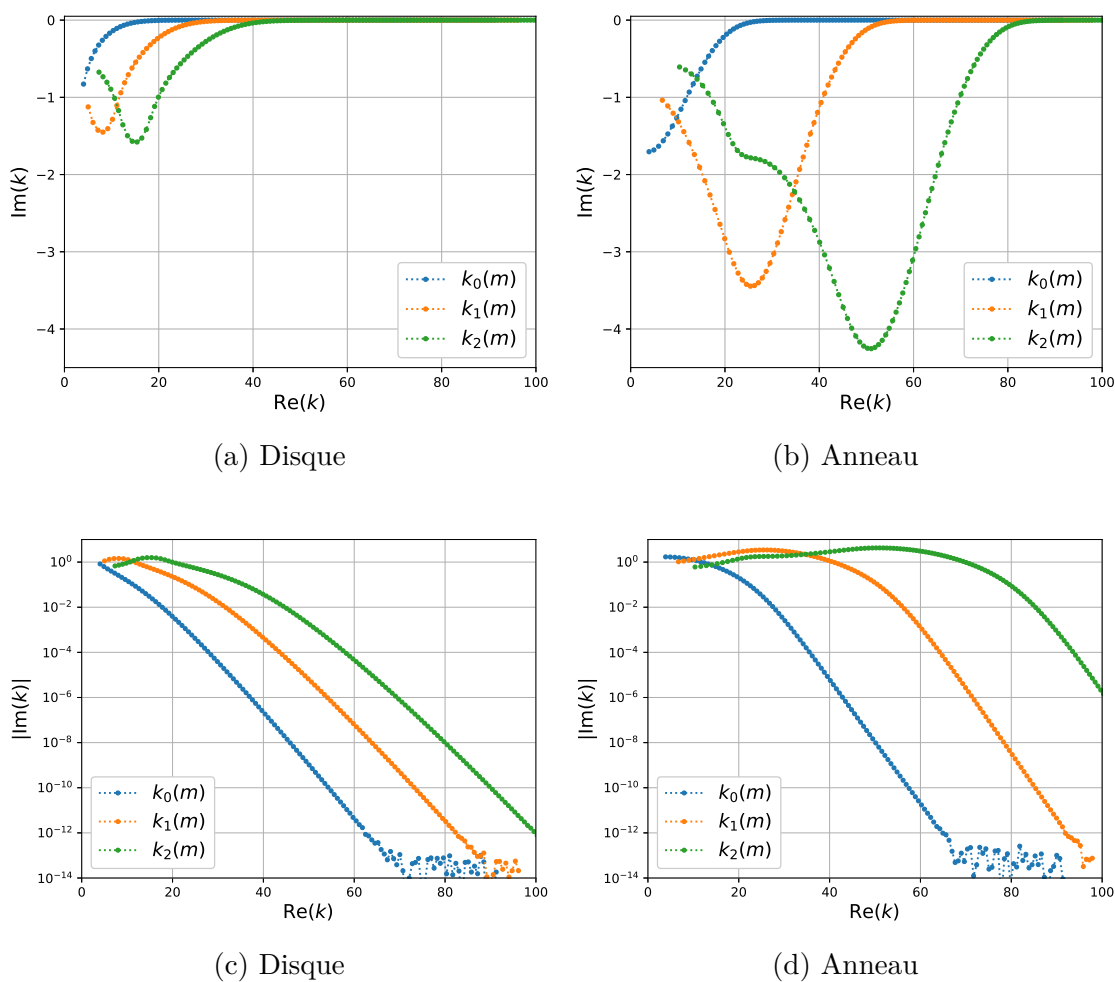 0
−1
−2
−3
−4
Im(k)
0 20 40 60 80 100
Re(k)
k₀(m)
k₁(m)
k₂(m)
(a) Disque
0
−1
−2
−3
−4
Im(k)
0 20 40 60 80 100
Re(k)
k₀(m)
k₁(m)
k₂(m)
(b) Anneau
10⁰
10⁻²
10⁻⁴
10⁻⁶
10⁻⁸
10⁻¹⁰
10⁻¹²
10⁻¹⁴
|Im(k)|
0 20 40 60 80 100
Re(k)
k₀(m)
k₁(m)
k₂(m)
(c) Disque
10⁰
10⁻²
10⁻⁴
10⁻⁶
10⁻⁸
10⁻¹⁰
10⁻¹²
10⁻¹⁴
|Im(k)|
0 20 40 60 80 100
Re(k)
k₀(m)
k₁(m)
k₂(m)
(d) Anneau